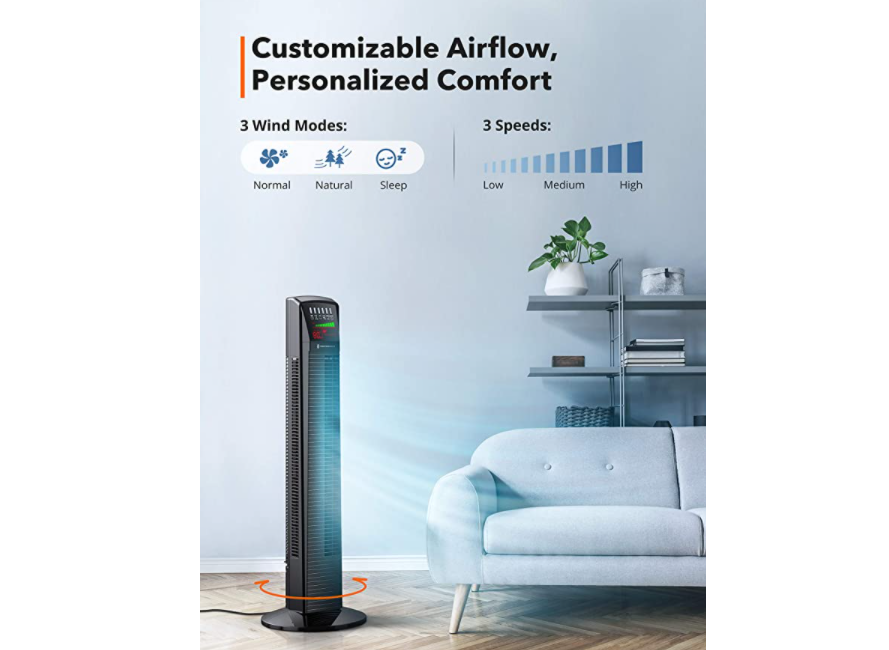 Customizable Airflow,
Personalized Comfort
3 Wind Modes:
3 Speeds:
z
z
Normal
Natural
Sleep
Low
Medium
High